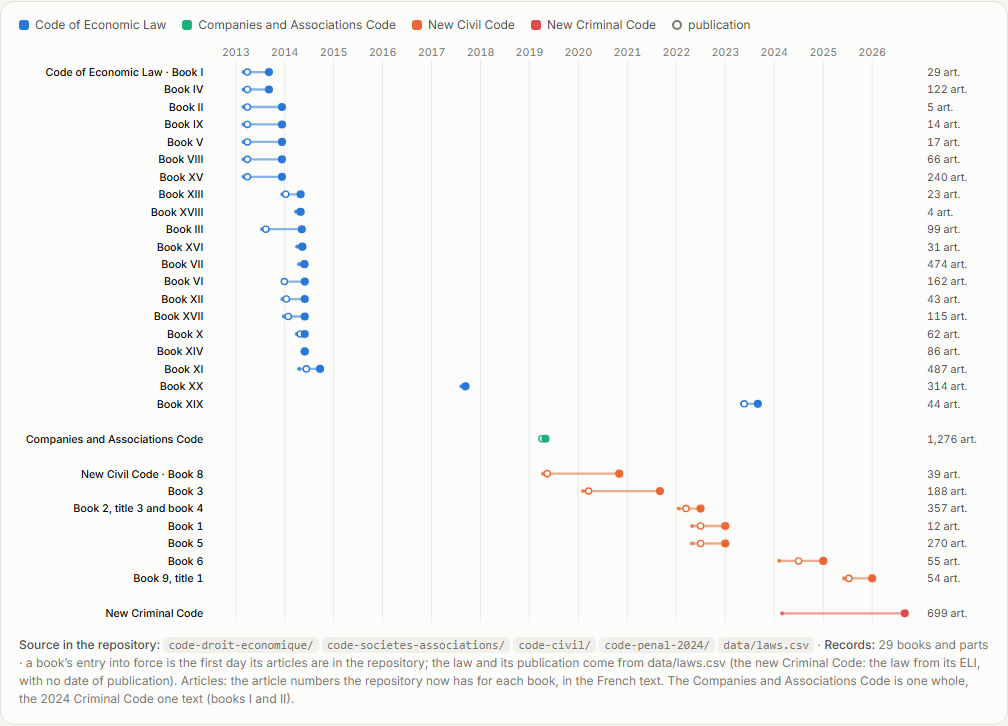 Code of Economic Law Companies and Associations Code New Civil Code New Criminal Code publication
2013 2014 2015 2016 2017 2018 2019 2020 2021 2022 2023 2024 2025 2026
Code of Economic Law · Book I 29 art.
Book IV 122 art.
Book II 5 art.
Book IX 14 art.
Book V 17 art.
Book VIII 66 art.
Book XV 240 art.
Book XIII 23 art.
Book XVIII 4 art.
Book III 99 art.
Book XVI 31 art.
Book VII 474 art.
Book VI 162 art.
Book XII 43 art.
Book XVII 115 art.
Book X 62 art.
Book XIV 86 art.
Book XI 487 art.
Book XX 314 art.
Book XIX 44 art.
Companies and Associations Code 1,276 art.
New Civil Code · Book 8 39 art.
Book 3 188 art.
Book 2, title 3 and book 4 357 art.
Book 1 12 art.
Book 5 270 art.
Book 6 55 art.
Book 9, title 1 54 art.
New Criminal Code 699 art.
Source in the repository: code-droit-economique/ code-societes-associations/ code-civil/ code-penal-2024/ data/laws.csv · Records: 29 books and parts
· a book’s entry into force is the first day its articles are in the repository; the law and its publication come from data/laws.csv (the new Criminal Code: the law from its ELI,
with no date of publication). Articles: the article numbers the repository now has for each book, in the French text. The Companies and Associations Code is one whole,
the 2024 Criminal Code one text (books I and II).